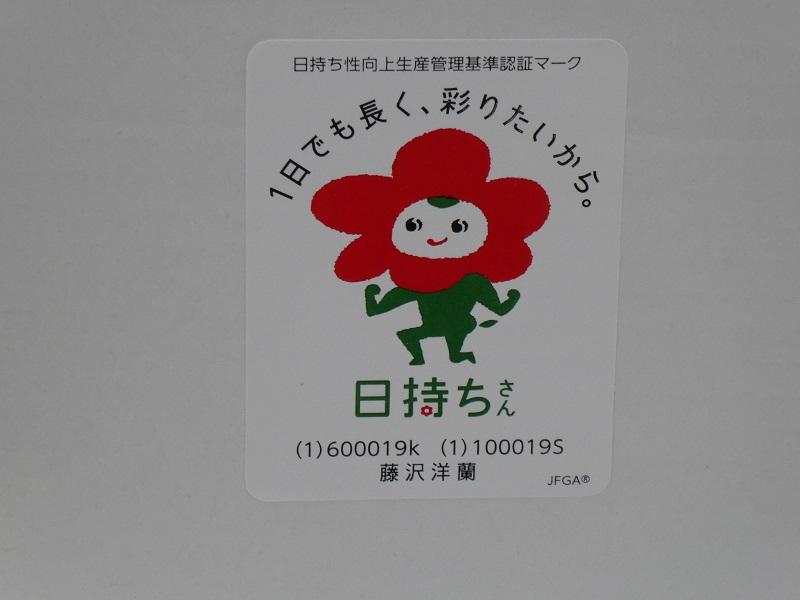 日持ち性向上生産管理基準認証マーク
1日でも長く、彩りたいから。
日持ちさん
(1)600019k (1)100019S
藤沢洋蘭
JFGA®